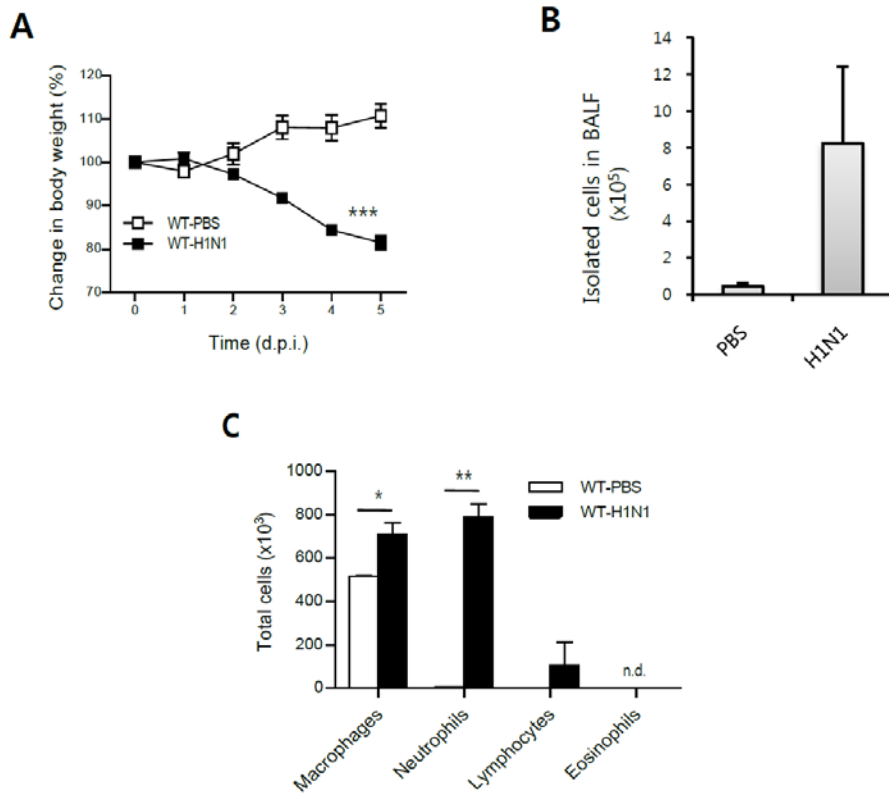 A
Change in body weight (%)
120
110
100
90
80
70
WT-PBS
WT-H1N1
***
0 1 2 3 4 5
Time (d.p.i.)
B
Isolated cells in BALF
(x10⁵)
14
12
10
8
6
4
2
0
PBS
H1N1
C
Total cells (x10³)
1000
800
600
400
200
0
*
**
WT-PBS
WT-H1N1
n.d.
Macrophages
Neutrophils
Lymphocytes
Eosinophils